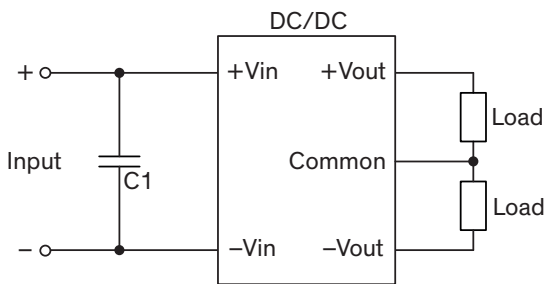 DC/DC
+ +Vin +Vout
Load
Input C1 Common
Load
– –Vin –Vout